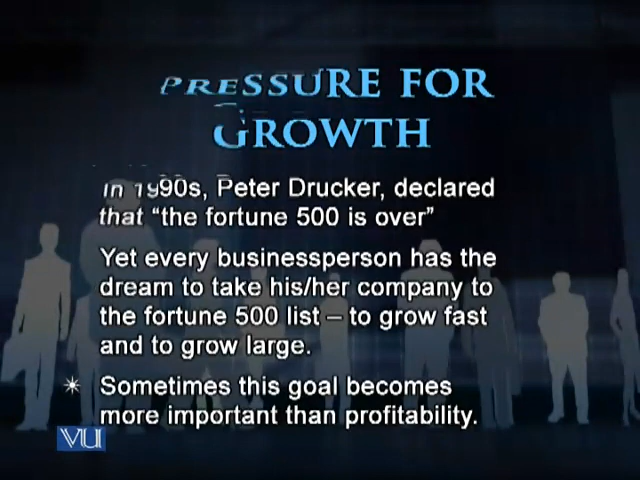 PRESSURE FOR
GROWTH
In 1990s, Peter Drucker, declared
that “the fortune 500 is over”
Yet every businessperson has the
dream to take his/her company to
the fortune 500 list – to grow fast
and to grow large.
Sometimes this goal becomes
more important than profitability.
VU